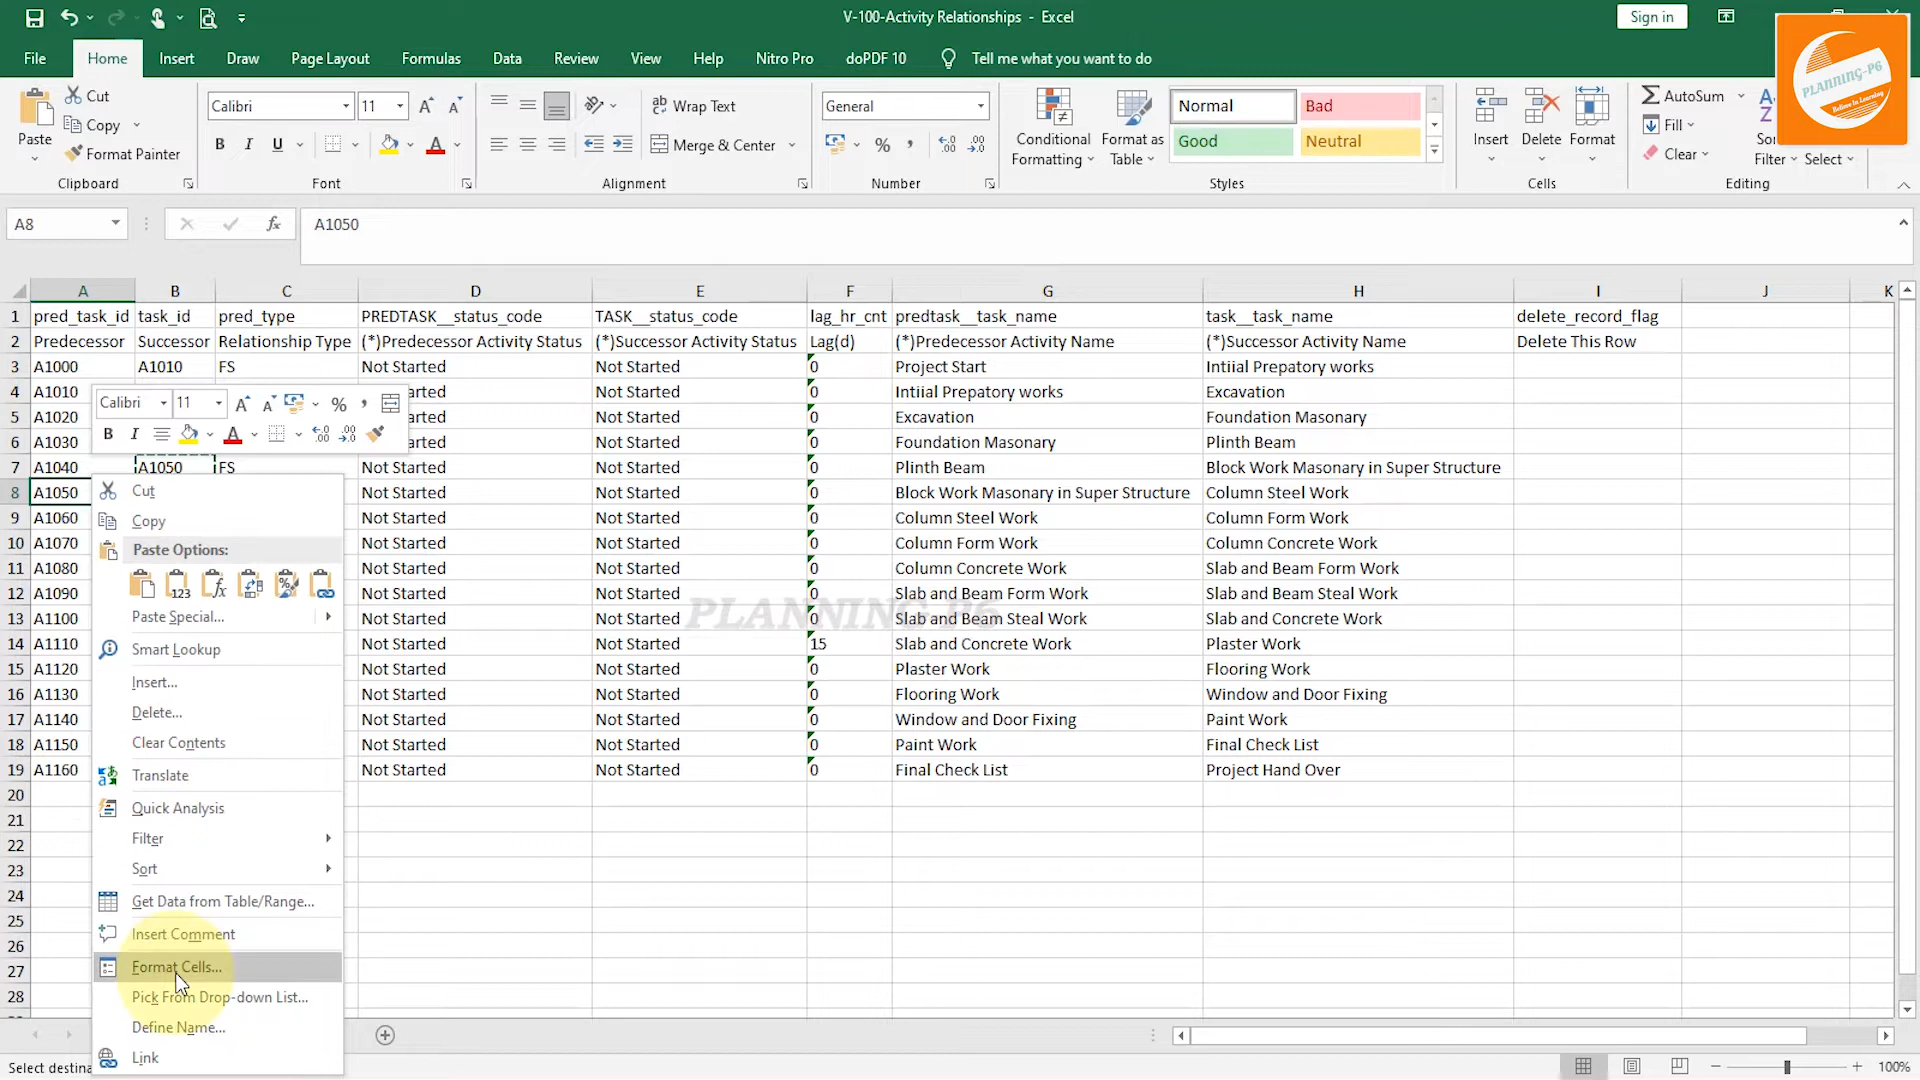 V-100-Activity Relationships - Excel
Sign in
PLANNING-P6
Believe In Learning
File Home Insert Draw Page Layout Formulas Data Review View Help Nitro Pro doPDF 10 Tell me what you want to do
Cut
Copy
Format Painter
Paste
Clipboard
Calibri 11
B I U
Font
Wrap Text
Merge & Center
Alignment
General
Number
Conditional Formatting
Format as Table
Normal Bad
Good Neutral
Styles
Insert Delete Format
Cells
AutoSum
Fill
Clear
Filter Select
Editing
A8 fx A1050
A B C D E F G H I J K
1 pred_task_id task_id pred_type PREDTASK__status_code TASK__status_code lag_hr_cnt predtask__task_name task__task_name delete_record_flag
2 Predecessor Successor Relationship Type (*)Predecessor Activity Status (*)Successor Activity Status Lag(d) (*)Predecessor Activity Name (*)Successor Activity Name Delete This Row
3 A1000 A1010 FS Not Started Not Started 0 Project Start Intiial Prepatory works
4 A1010 Started Not Started 0 Intiial Prepatory works Excavation
5 A1020 Started Not Started 0 Excavation Foundation Masonary
6 A1030 Started Not Started 0 Foundation Masonary Plinth Beam
7 A1040 A1050 FS Not Started Not Started 0 Plinth Beam Block Work Masonary in Super Structure
8 A1050 Not Started Not Started 0 Block Work Masonary in Super Structure Column Steel Work
9 A1060 Not Started Not Started 0 Column Steel Work Column Form Work
10 A1070 Not Started Not Started 0 Column Form Work Column Concrete Work
11 A1080 Not Started Not Started 0 Column Concrete Work Slab and Beam Form Work
12 A1090 Not Started Not Started 0 Slab and Beam Form Work Slab and Beam Steal Work
13 A1100 Not Started Not Started 0 Slab and Beam Steal Work Slab and Concrete Work
14 A1110 Not Started Not Started 15 Slab and Concrete Work Plaster Work
15 A1120 Not Started Not Started 0 Plaster Work Flooring Work
16 A1130 Not Started Not Started 0 Flooring Work Window and Door Fixing
17 A1140 Not Started Not Started 0 Window and Door Fixing Paint Work
18 A1150 Not Started Not Started 0 Paint Work Final Check List
19 A1160 Not Started Not Started 0 Final Check List Project Hand Over
20
21
22
23
24
25
26
27
28
PLANNING-P6
Calibri 11
B I
Cut
Copy
Paste Options:
Paste Special...
Smart Lookup
Insert...
Delete...
Clear Contents
Translate
Quick Analysis
Filter
Sort
Get Data from Table/Range...
Insert Comment
Format Cells...
Pick From Drop-down List...
Define Name...
Link
Select destina
100%